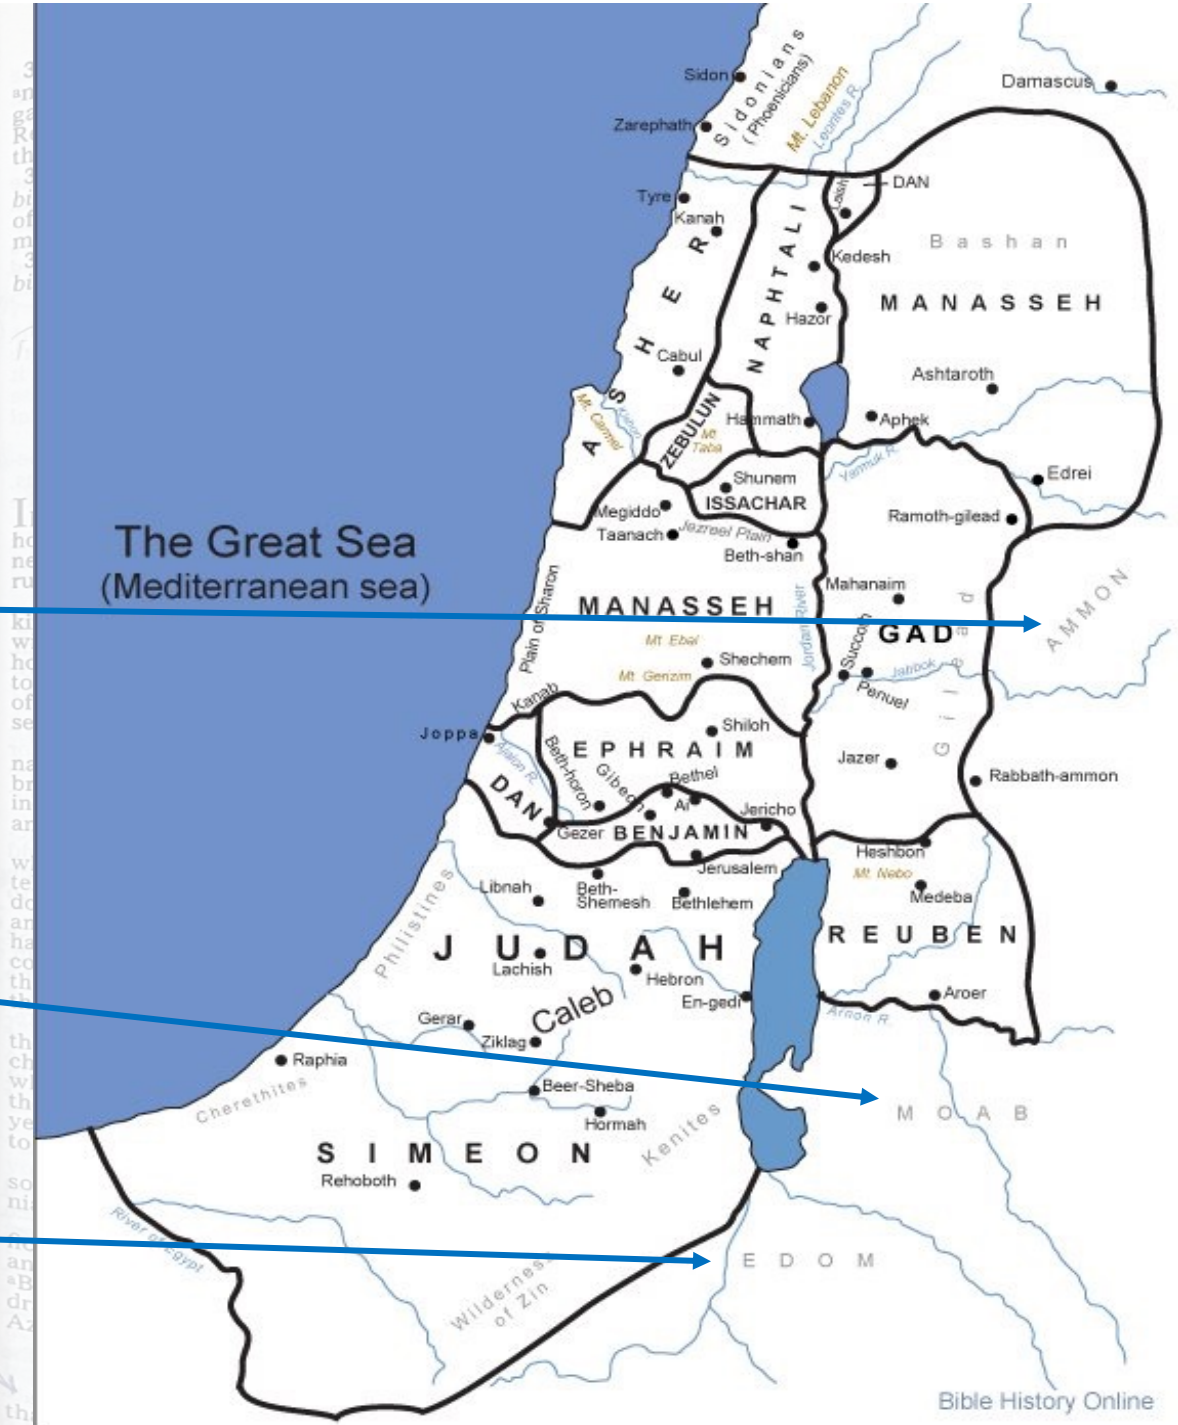 Sidon
Sidonians
(Phoenicians)
Mt. Lebanon
Leontes R.
Damascus
Zarephath
Tyre
Kanah
Laish
DAN
Kedesh
Bashan
MANASSEH
NAPHTALI
Hazor
ASHER
Cabul
Ashtaroth
Mt. Carmel
Kishon
ZEBULUN
Mt
Taba
Hammath
Aphek
Yarmuk R.
Edrei
Shunem
ISSACHAR
Megiddo
Taanach
Jezreel Plain
Beth-shan
Ramoth-gilead
The Great Sea
(Mediterranean sea)
Plain of Sharon
MANASSEH
Mt Ebal
Mt Gerizim
Shechem
Jordan River
Mahanaim
GAD
Gilead
AMMON
Succoth
Penuel
Jabbok
Kanah
Joppa
Ajalon R.
EPHRAIM
Shiloh
Beth-horon
Gibeon
Bethel
Ai
Jericho
Jazer
Rabbath-ammon
DAN
Gezer
BENJAMIN
Jerusalem
Heshbon
Mt. Nebo
Medeba
Libnah
Beth-
Shemesh
Bethlehem
Philistines
JUDAH
Lachish
Hebron
En-gedi
REUBEN
Aroer
Arnon R.
Caleb
Gerar
Ziklag
Raphia
Cherethites
Beer-Sheba
Hormah
Kenites
MOAB
SIMEON
Rehoboth
River of Egypt
Wilderness
of Zin
EDOM
Bible History Online